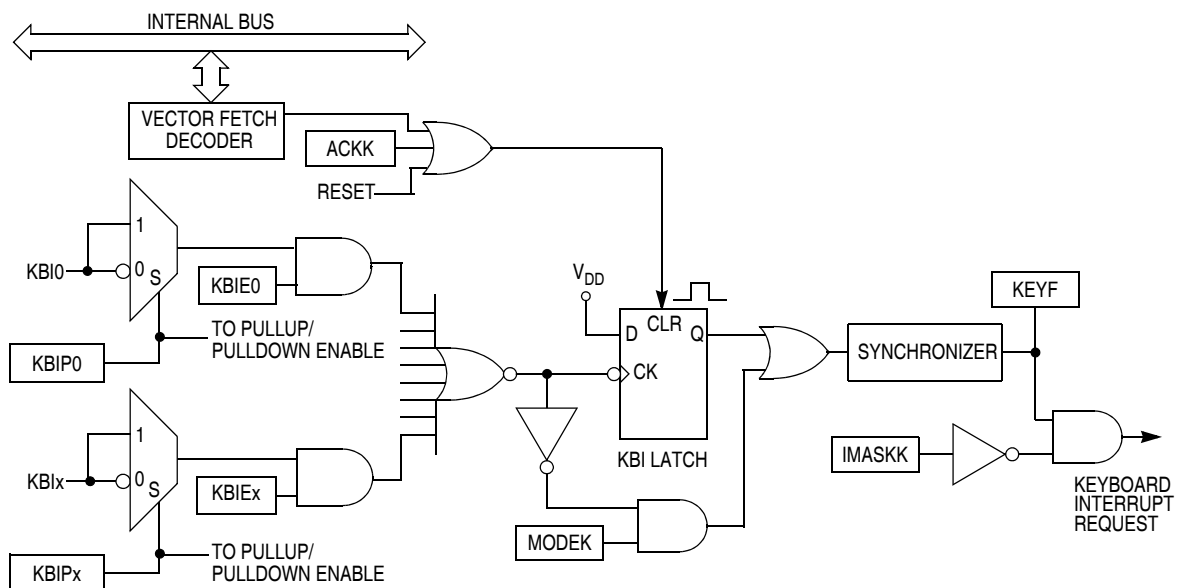 INTERNAL BUS
VECTOR FETCH
DECODER
ACKK
RESET
1
KBI0
0
S
KBIE0
TO PULLUP/
PULLDOWN ENABLE
KBIP0
VDD
D
CLR
Q
CK
KBI LATCH
SYNCHRONIZER
KEYF
1
KBIx
0
S
KBIEx
TO PULLUP/
PULLDOWN ENABLE
KBIPx
MODEK
IMASKK
KEYBOARD
INTERRUPT
REQUEST